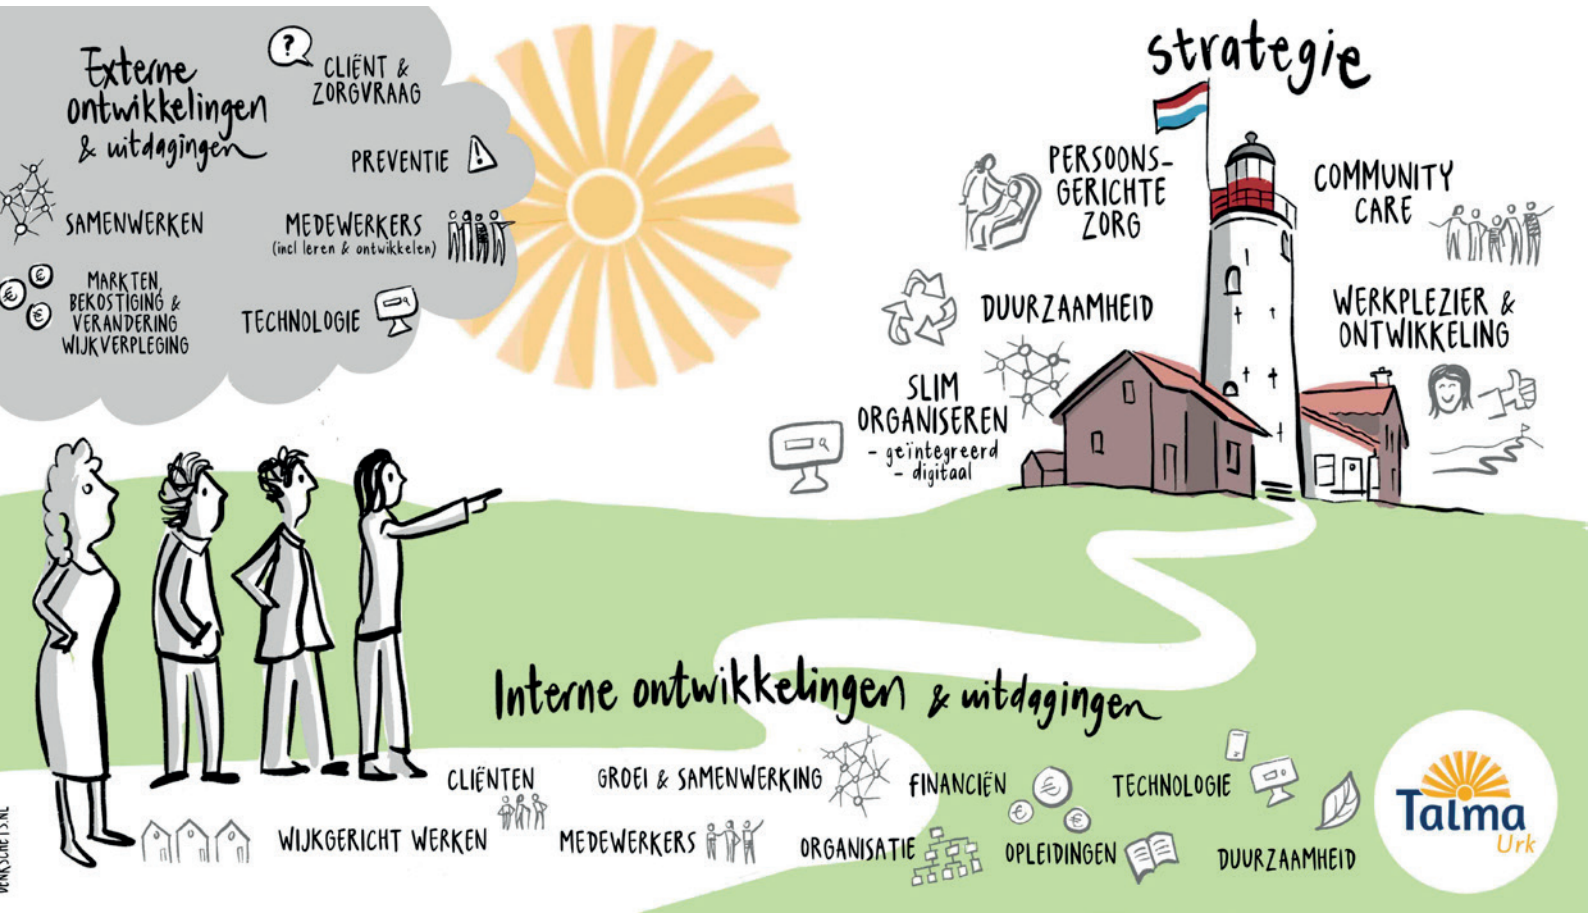 Externe
ontwikkelingen
& uitdagingen
?
CLIËNT &
ZORGVRAAG
PREVENTIE
!
SAMENWERKEN
MEDEWERKERS
(incl leren & ontwikkelen)
€
€
€
MARKTEN,
BEKOSTIGING &
VERANDERING
WIJKVERPLEGING
TECHNOLOGIE
strategie
PERSOONS-
GERICHTE
ZORG
COMMUNITY
CARE
DUURZAAMHEID
WERKPLEZIER &
ONTWIKKELING
SLIM
ORGANISEREN
- geïntegreerd
- digitaal
Interne ontwikkelingen & uitdagingen
CLIËNTEN
GROEI & SAMENWERKING
FINANCIËN
€
€
€
TECHNOLOGIE
WIJKGERICHT WERKEN
MEDEWERKERS
ORGANISATIE
OPLEIDINGEN
DUURZAAMHEID
Talma
Urk
DENKSCHETS.NL